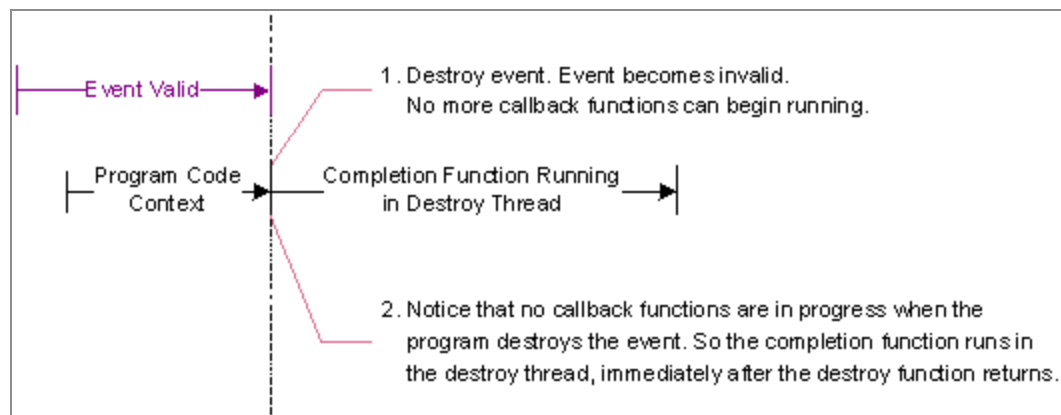 Event Valid
1. Destroy event. Event becomes invalid.
No more callback functions can begin running.
Program Code
Context
Completion Function Running
in Destroy Thread
2. Notice that no callback functions are in progress when the
program destroys the event. So the completion function runs in
the destroy thread, immediately after the destroy function returns.